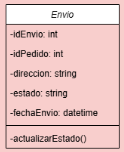 Envio
-idEnvio: int
-idPedido: int
-direccion: string
-estado: string
-fechaEnvio: datetime
-actualizarEstado()